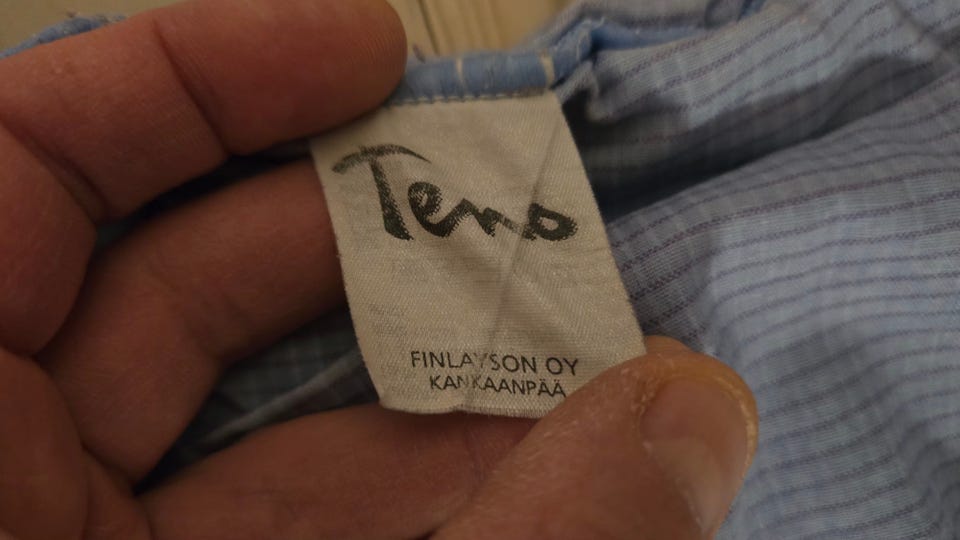 Teno
FINLAYSON OY
KANKAANPÄÄ